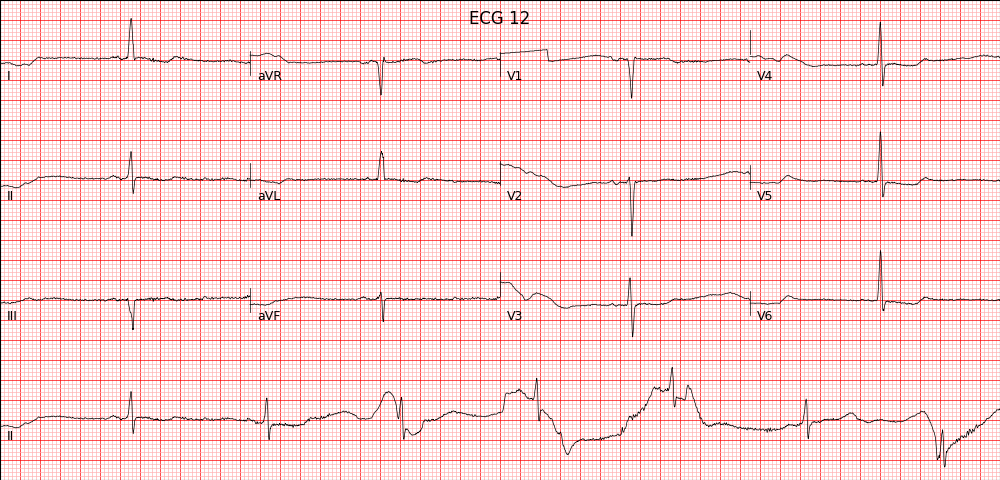 ECG 12
I aVR V1 V4
II aVL V2 V5
III aVF V3 V6
II